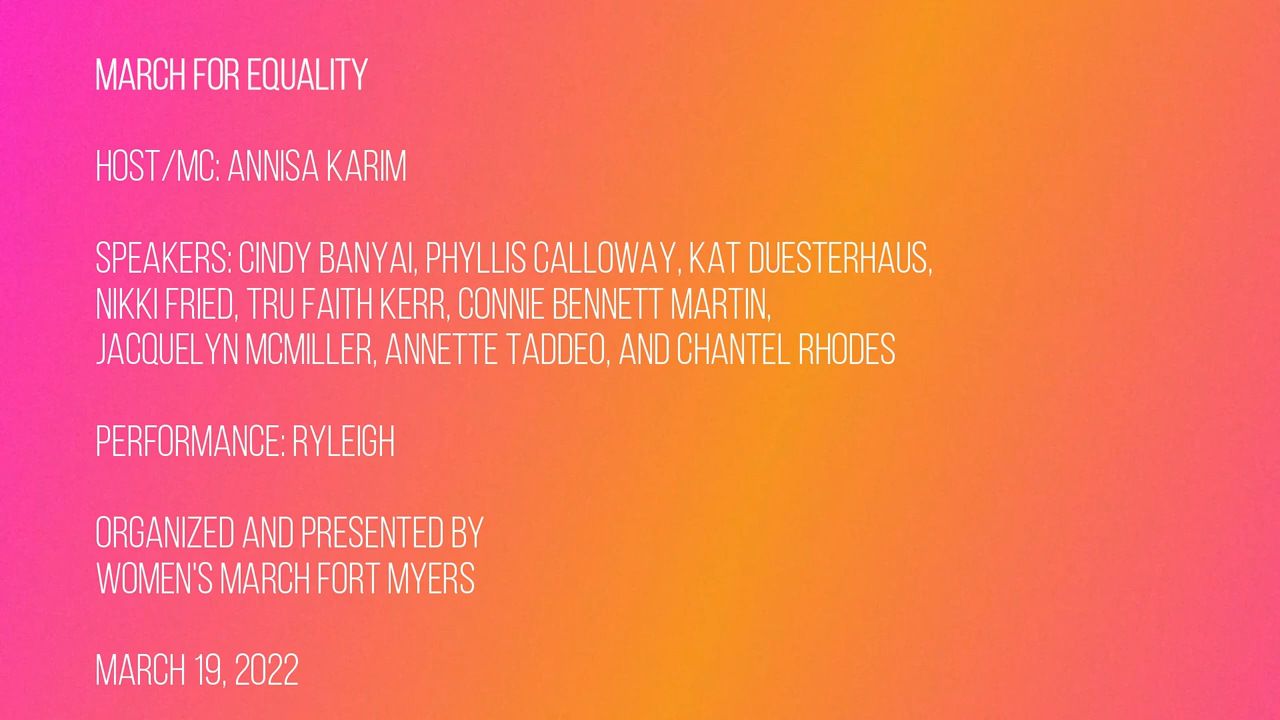 MARCH FOR EQUALITY
HOST/MC: ANNISA KARIM
SPEAKERS: CINDY BANYAI, PHYLLIS CALLOWAY, KAT DUESTERHAUS,
NIKKI FRIED, TRU FAITH KERR, CONNIE BENNETT MARTIN,
JACQUELYN MCMILLER, ANNETTE TADDEO, AND CHANTEL RHODES
PERFORMANCE: RYLEIGH
ORGANIZED AND PRESENTED BY
WOMEN'S MARCH FORT MYERS
MARCH 19, 2022